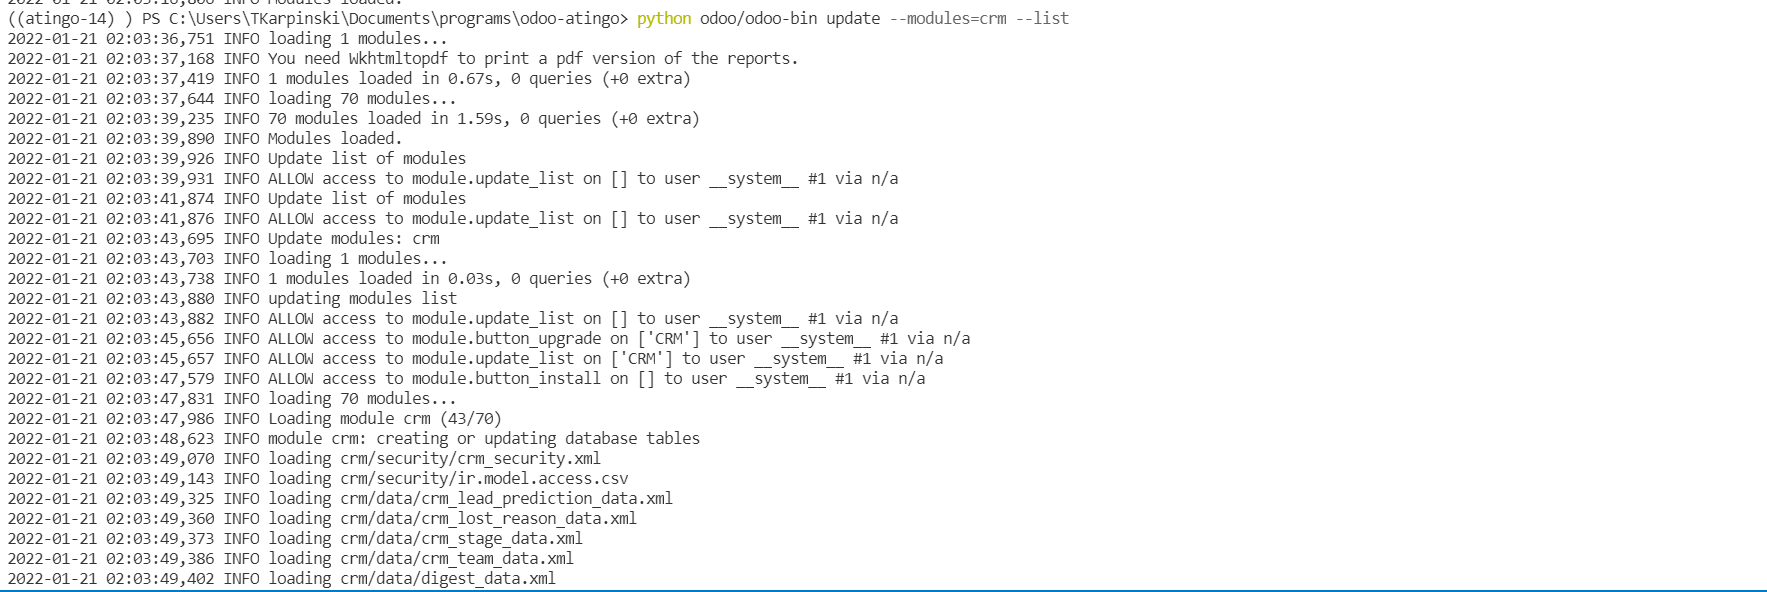 2022-01-21 02:03:16,806 INFO Modules loaded.
((atingo-14) ) PS C:\Users\TKarpinski\Documents\programs\odoo-atingo> python odoo/odoo-bin update --modules=crm --list
2022-01-21 02:03:36,751 INFO loading 1 modules...
2022-01-21 02:03:37,168 INFO You need Wkhtmltopdf to print a pdf version of the reports.
2022-01-21 02:03:37,419 INFO 1 modules loaded in 0.67s, 0 queries (+0 extra)
2022-01-21 02:03:37,644 INFO loading 70 modules...
2022-01-21 02:03:39,235 INFO 70 modules loaded in 1.59s, 0 queries (+0 extra)
2022-01-21 02:03:39,890 INFO Modules loaded.
2022-01-21 02:03:39,926 INFO Update list of modules
2022-01-21 02:03:39,931 INFO ALLOW access to module.update_list on [] to user __system__ #1 via n/a
2022-01-21 02:03:41,874 INFO Update list of modules
2022-01-21 02:03:41,876 INFO ALLOW access to module.update_list on [] to user __system__ #1 via n/a
2022-01-21 02:03:43,695 INFO Update modules: crm
2022-01-21 02:03:43,703 INFO loading 1 modules...
2022-01-21 02:03:43,738 INFO 1 modules loaded in 0.03s, 0 queries (+0 extra)
2022-01-21 02:03:43,880 INFO updating modules list
2022-01-21 02:03:43,882 INFO ALLOW access to module.update_list on [] to user __system__ #1 via n/a
2022-01-21 02:03:45,656 INFO ALLOW access to module.button_upgrade on ['CRM'] to user __system__ #1 via n/a
2022-01-21 02:03:45,657 INFO ALLOW access to module.update_list on ['CRM'] to user __system__ #1 via n/a
2022-01-21 02:03:47,579 INFO ALLOW access to module.button_install on [] to user __system__ #1 via n/a
2022-01-21 02:03:47,831 INFO loading 70 modules...
2022-01-21 02:03:47,986 INFO Loading module crm (43/70)
2022-01-21 02:03:48,623 INFO module crm: creating or updating database tables
2022-01-21 02:03:49,070 INFO loading crm/security/crm_security.xml
2022-01-21 02:03:49,143 INFO loading crm/security/ir.model.access.csv
2022-01-21 02:03:49,325 INFO loading crm/data/crm_lead_prediction_data.xml
2022-01-21 02:03:49,360 INFO loading crm/data/crm_lost_reason_data.xml
2022-01-21 02:03:49,373 INFO loading crm/data/crm_stage_data.xml
2022-01-21 02:03:49,386 INFO loading crm/data/crm_team_data.xml
2022-01-21 02:03:49,402 INFO loading crm/data/digest_data.xml